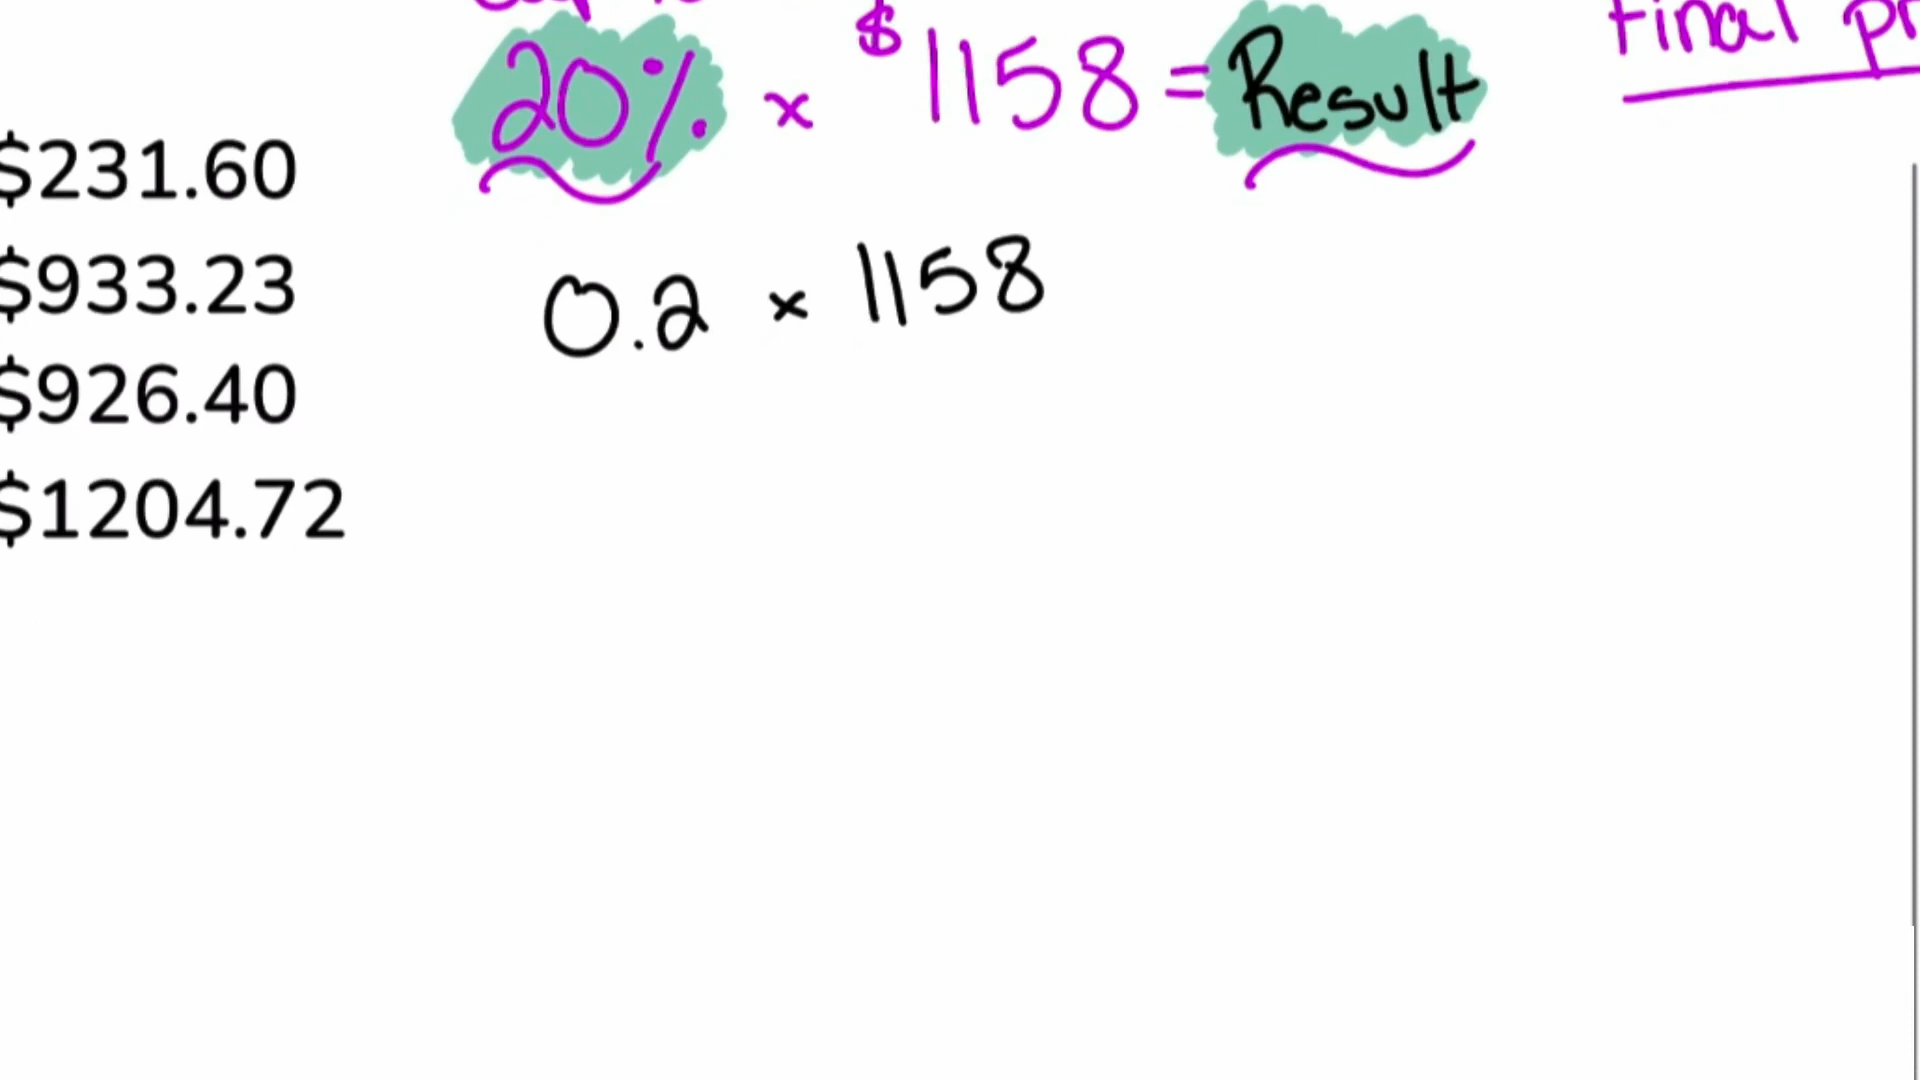 20% × $1158 = Result
Final
$231.60
$933.23
$926.40
$1204.72
0.2 × 1158